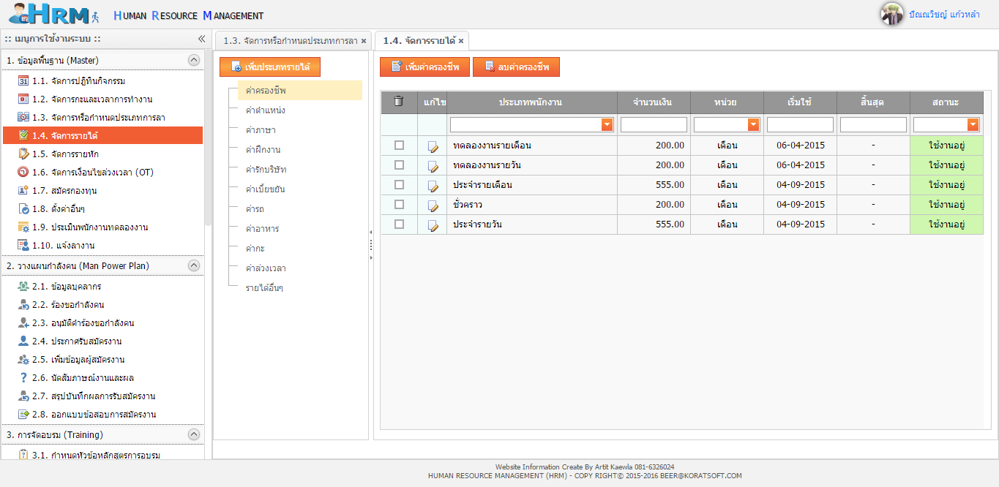 HRM HUMAN RESOURCE MANAGEMENT
ปัณณวิชญ์ แก้วหล้า
:: เมนูการใช้งานระบบ ::
1. ข้อมูลพื้นฐาน (Master)
31 1.1. จัดการปฏิทินกิจกรรม
1.2. จัดการกะและเวลาการทำงาน
1.3. จัดการหรือกำหนดประเภทการลา
1.4. จัดการรายได้
1.5. จัดการรายหัก
1.6. จัดการเงื่อนไขล่วงเวลา (OT)
1.7. สมัครกองทุน
1.8. ตั้งค่าอื่นๆ
1.9. ประเมินพนักงานทดลองงาน
1.10. แจ้งลางาน
2. วางแผนกำลังคน (Man Power Plan)
2.1. ข้อมูลบุคลากร
2.2. ร้องขอกำลังคน
2.3. อนุมัติคำร้องขอกำลังคน
2.4. ประกาศรับสมัครงาน
2.5. เพิ่มข้อมูลผู้สมัครงาน
2.6. นัดสัมภาษณ์งานและผล
2.7. สรุปบันทึกผลการรับสมัครงาน
2.8. ออกแบบข้อสอบการสมัครงาน
3. การจัดอบรม (Training)
3.1. กำหนดหัวข้อหลักสูตรการอบรม
1.3. จัดการหรือกำหนดประเภทการลา ×
1.4. จัดการรายได้ ×
เพิ่มประเภทรายได้
ค่าครองชีพ
ค่าตำแหน่ง
ค่าภาษา
ค่าฝึกงาน
ค่ารักบริษัท
ค่าเบี้ยขยัน
ค่ารถ
ค่าอาหาร
ค่ากะ
ค่าล่วงเวลา
รายได้อื่นๆ
เพิ่มค่าครองชีพ ลบค่าครองชีพ
แก้ไข ประเภทพนักงาน จำนวนเงิน หน่วย เริ่มใช้ สิ้นสุด สถานะ
ทดลองงานรายเดือน 200.00 เดือน 06-04-2015 - ใช้งานอยู่
ทดลองงานรายวัน 200.00 เดือน 06-04-2015 - ใช้งานอยู่
ประจำรายเดือน 555.00 เดือน 04-09-2015 - ใช้งานอยู่
ชั่วคราว 200.00 เดือน 04-09-2015 - ใช้งานอยู่
ประจำรายวัน 555.00 เดือน 04-09-2015 - ใช้งานอยู่
Website Information Create By Artit Kaewla 081-6326024
HUMAN RESOURCE MANAGEMENT (HRM) - COPY RIGHT© 2015-2016 BEER@KORATSOFT.COM